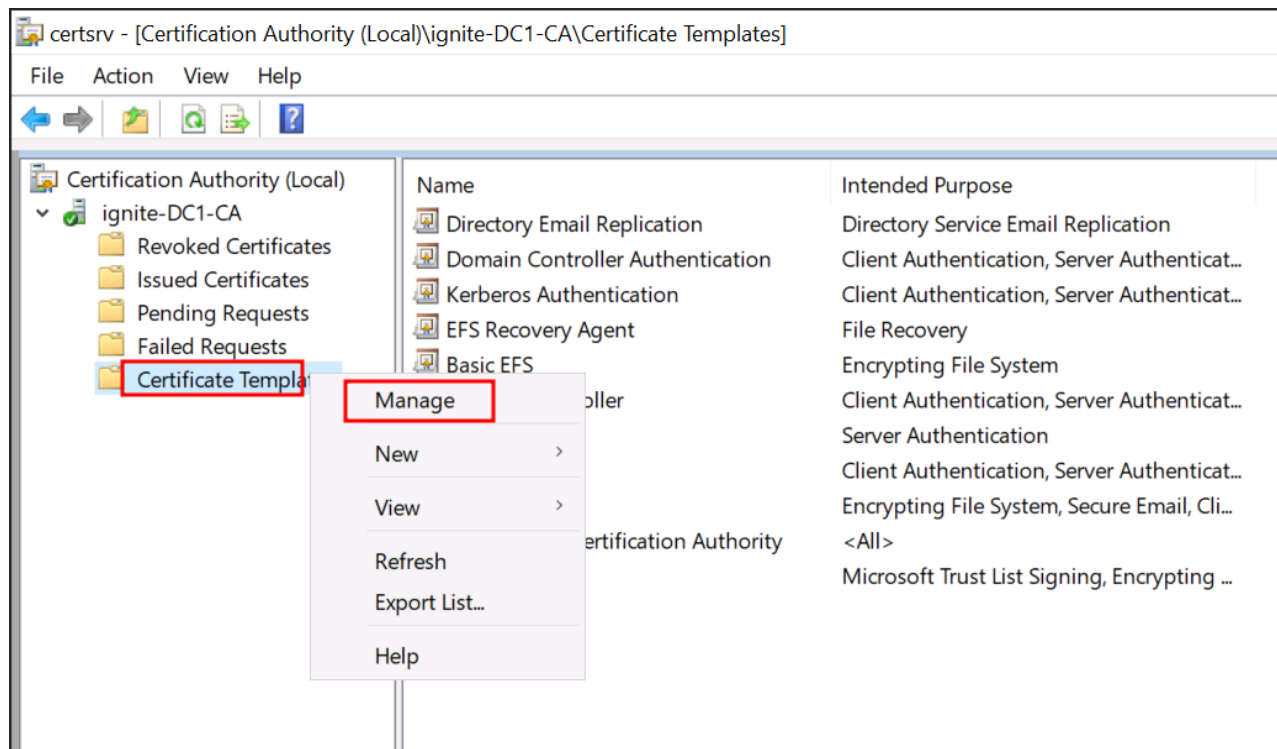 certsrv - [Certification Authority (Local)\ignite-DC1-CA\Certificate Templates]
File Action View Help
Certification Authority (Local)
ignite-DC1-CA
Revoked Certificates
Issued Certificates
Pending Requests
Failed Requests
Certificate Templa
Manage
New
View
Refresh
Export List...
Help
Name Intended Purpose
Directory Email Replication Directory Service Email Replication
Domain Controller Authentication Client Authentication, Server Authenticat...
Kerberos Authentication Client Authentication, Server Authenticat...
EFS Recovery Agent File Recovery
Basic EFS Encrypting File System
oller Client Authentication, Server Authenticat...
Server Authentication
Client Authentication, Server Authenticat...
Encrypting File System, Secure Email, Cli...
ertification Authority <All>
Microsoft Trust List Signing, Encrypting ...